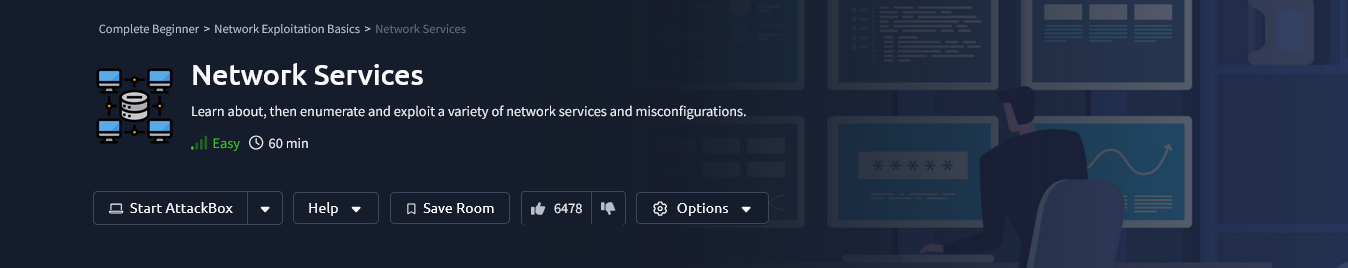 Complete Beginner > Network Exploitation Basics > Network Services
Network Services
Learn about, then enumerate and exploit a variety of network services and misconfigurations.
Easy 60 min
Start AttackBox Help Save Room 6478 Options
*****